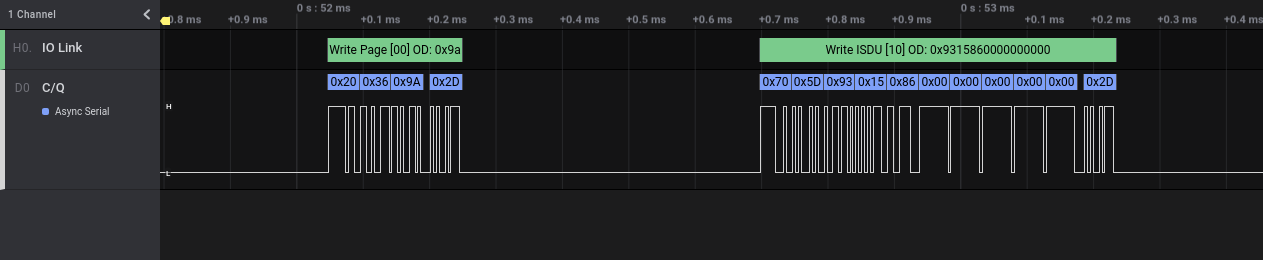 1 Channel
0 s : 52 ms
0 s : 53 ms
0.8 ms +0.9 ms +0.1 ms +0.2 ms +0.3 ms +0.4 ms +0.5 ms +0.6 ms +0.7 ms +0.8 ms +0.9 ms +0.1 ms +0.2 ms +0.3 ms +0.4 ms
H0. IO Link
Write Page [00] OD: 0x9a
Write ISDU [10] OD: 0x9315860000000000
D0 C/Q
0x20 0x36 0x9A 0x2D
0x70 0x5D 0x93 0x15 0x86 0x00 0x00 0x00 0x00 0x00 0x2D
Async Serial
H
L